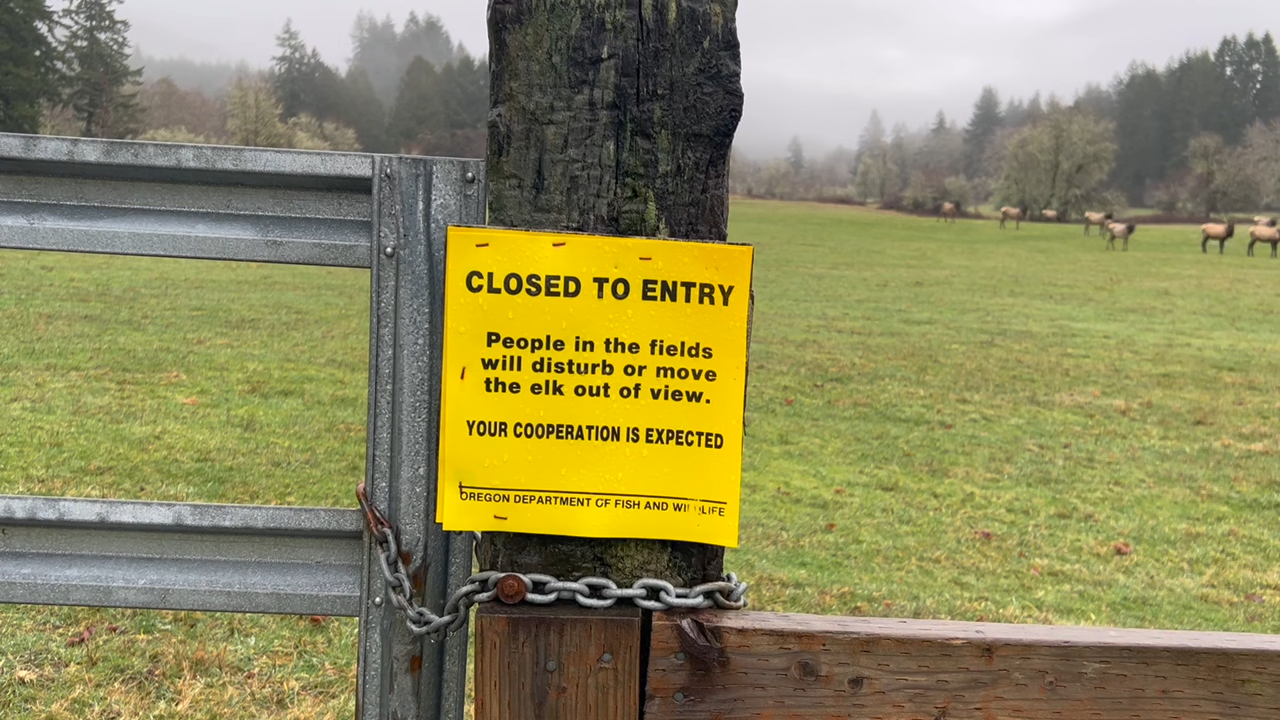 CLOSED TO ENTRY
People in the fields
will disturb or move
the elk out of view.
YOUR COOPERATION IS EXPECTED
OREGON DEPARTMENT OF FISH AND WILDLIFE